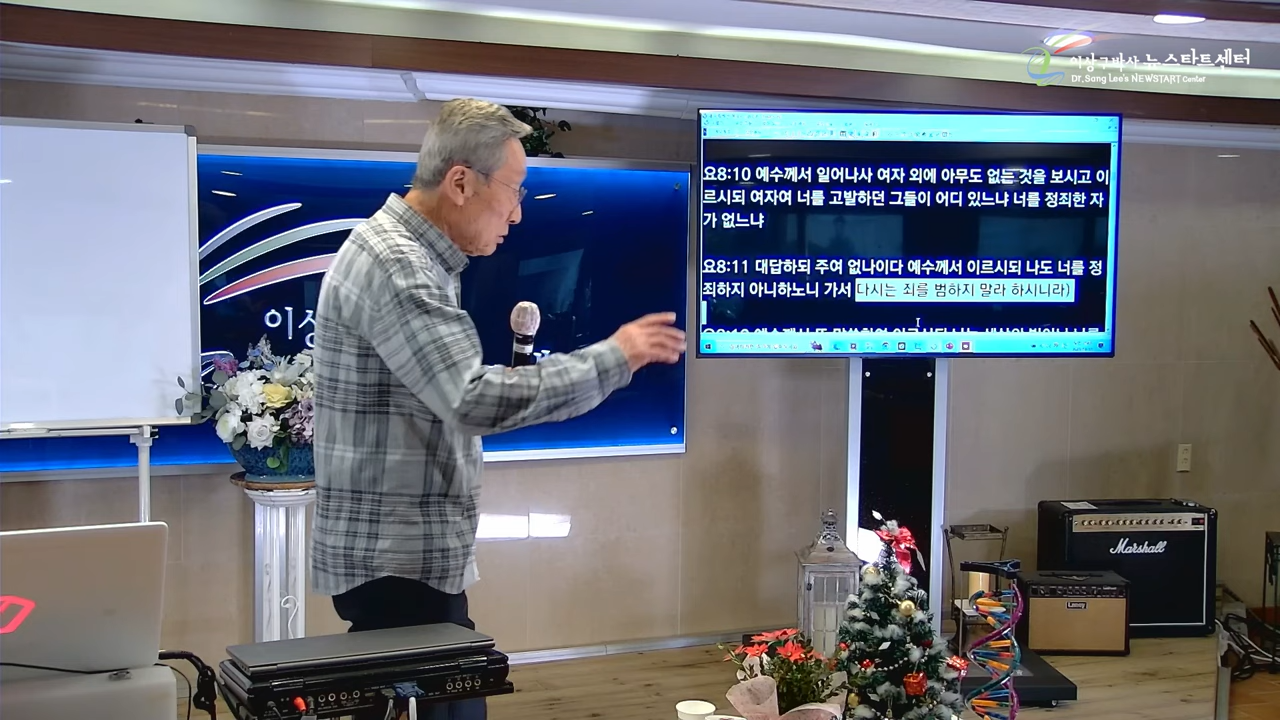 이상구박사 뉴스타트센터
Dr. Sang Lee's NEWSTART Center
요8:10 예수께서 일어나사 여자 외에 아무도 없는 것을 보시고 이
르시되 여자여 너를 고발하던 그들이 어디 있느냐 너를 정죄한 자
가 없느냐
요8:11 대답하되 주여 없나이다 예수께서 이르시되 나도 너를 정
죄하지 아니하노니 가서 다시는 죄를 범하지 말라 하시니라)
이상
Marshall
Laney